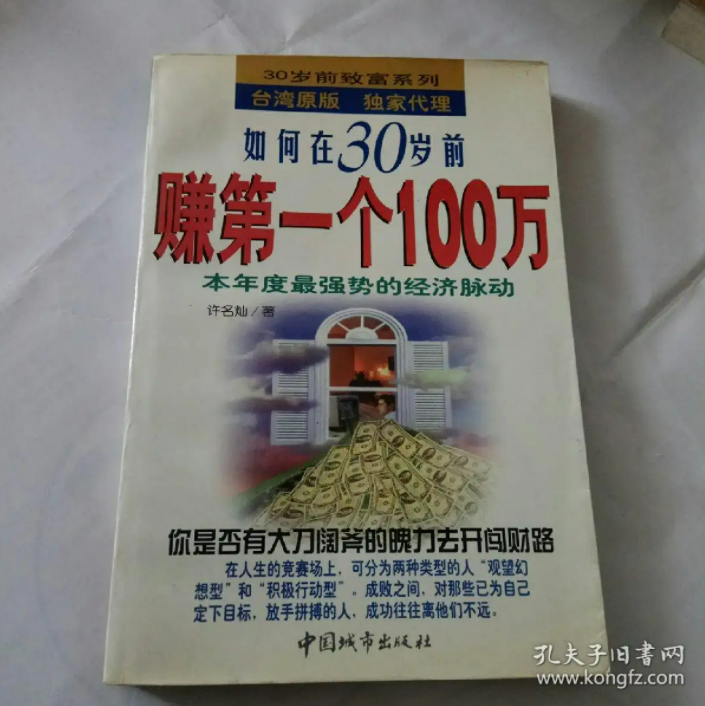 30岁前致富系列
台湾原版 独家代理
如何在30岁前
赚第一个100万
本年度最强势的经济脉动
许名灿/著
你是否有大刀阔斧的魄力去开闯财路
在人生的竞赛场上，可分为两种类型的人“观望幻
想型”和“积极行动型”。成败之间，对那些已为自己
定下目标，放手拼搏的人，成功往往离他们不远。
中国城市出版社
孔夫子旧书网
www.kongfz.com